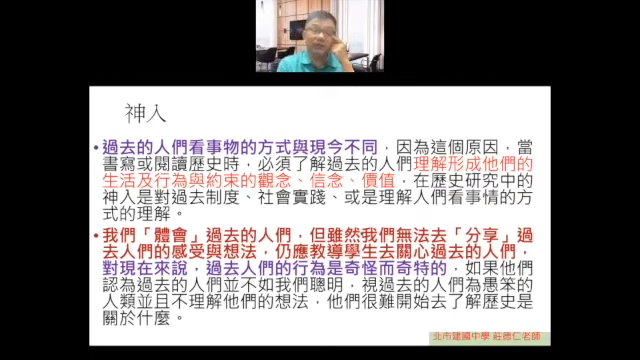 神入
•過去的人們看事物的方式與現今不同，因為這個原因，當
書寫或閱讀歷史時，必須了解過去的人們理解形成他們的
生活及行為與約束的觀念、信念、價值，在歷史研究中的
神入是對過去制度、社會實踐、或是理解人們看事情的方
式的理解。
•我們「體會」過去的人們，但雖然我們無法去「分享」過
去人們的感受與想法，仍應教導學生去關心過去的人們，
對現在來說，過去人們的行為是奇怪而奇特的，如果他們
認為過去的人們並不如我們聰明，視過去的人們為愚笨的
人類並且不理解他們的想法，他們很難開始去了解歷史是
關於什麼。
北市建國中學 莊德仁老師